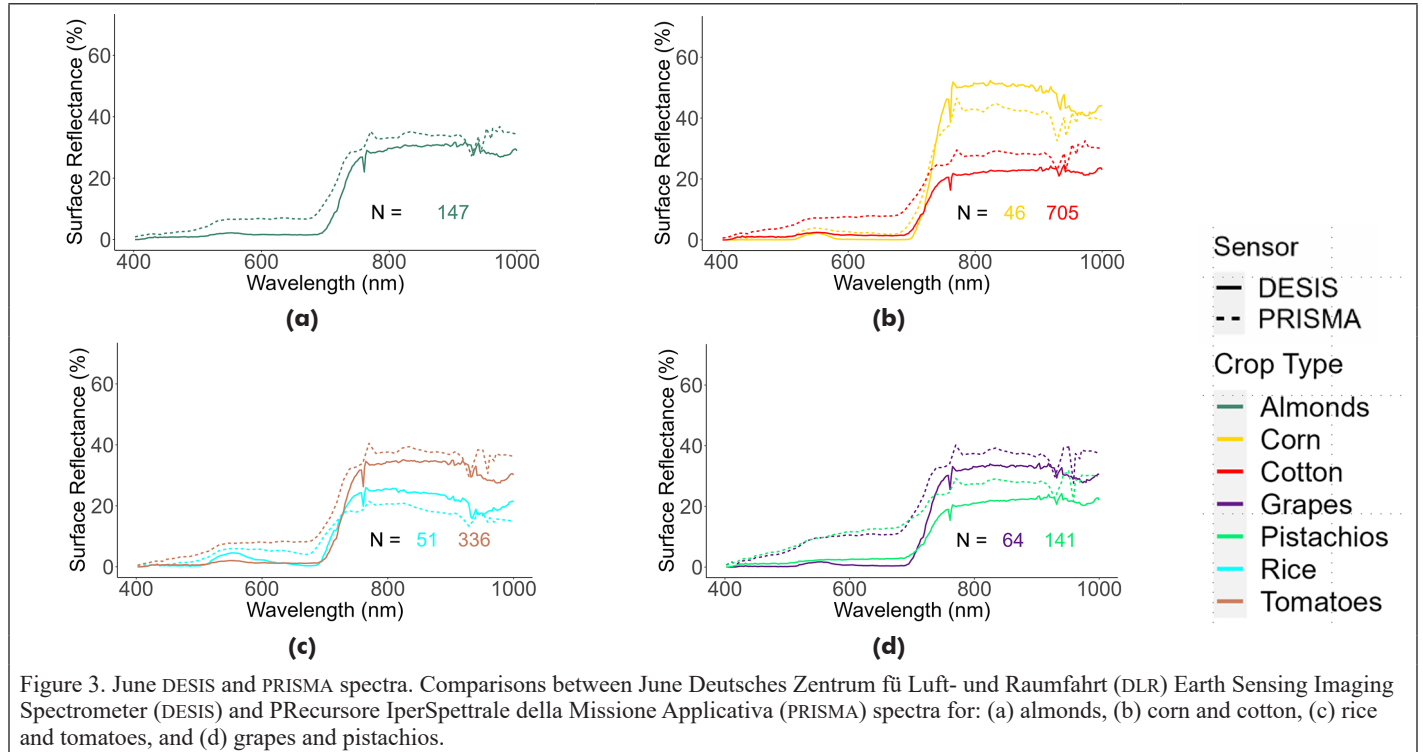 Surface Reflectance (%)
60
40
20
0
N = 147
400 600 800 1000
Wavelength (nm)
(a)
Surface Reflectance (%)
60
40
20
0
N = 46 705
400 600 800 1000
Wavelength (nm)
(b)
Surface Reflectance (%)
60
40
20
0
N = 51 336
400 600 800 1000
Wavelength (nm)
(c)
Surface Reflectance (%)
60
40
20
0
N = 64 141
400 600 800 1000
Wavelength (nm)
(d)
Sensor
DESIS
PRISMA
Crop Type
Almonds
Corn
Cotton
Grapes
Pistachios
Rice
Tomatoes
Figure 3. June DESIS and PRISMA spectra. Comparisons between June Deutsches Zentrum fü Luft- und Raumfahrt (DLR) Earth Sensing Imaging
Spectrometer (DESIS) and PRecursore IperSpettrale della Missione Applicativa (PRISMA) spectra for: (a) almonds, (b) corn and cotton, (c) rice
and tomatoes, and (d) grapes and pistachios.